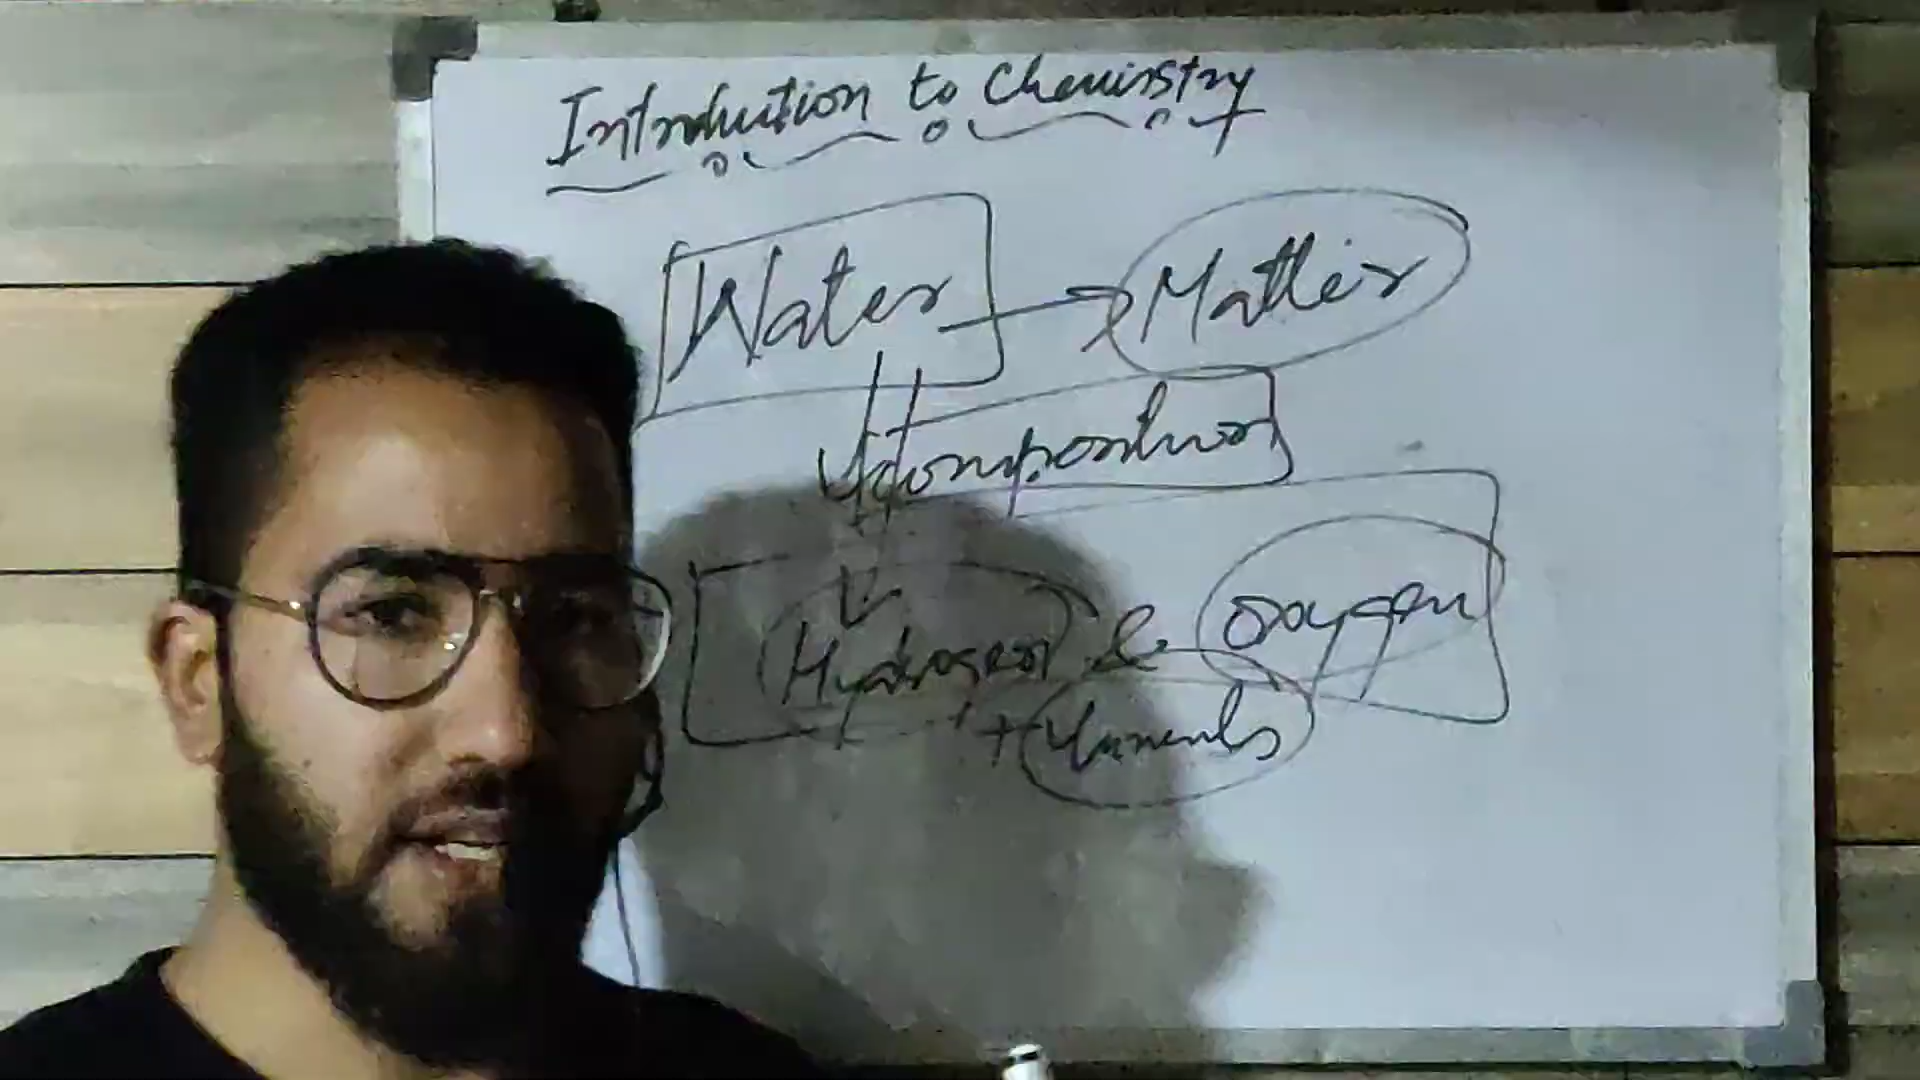 Introduction to Chemistry
Water → Matter
Composition
Hydrogen & Oxygen
+ Minerals